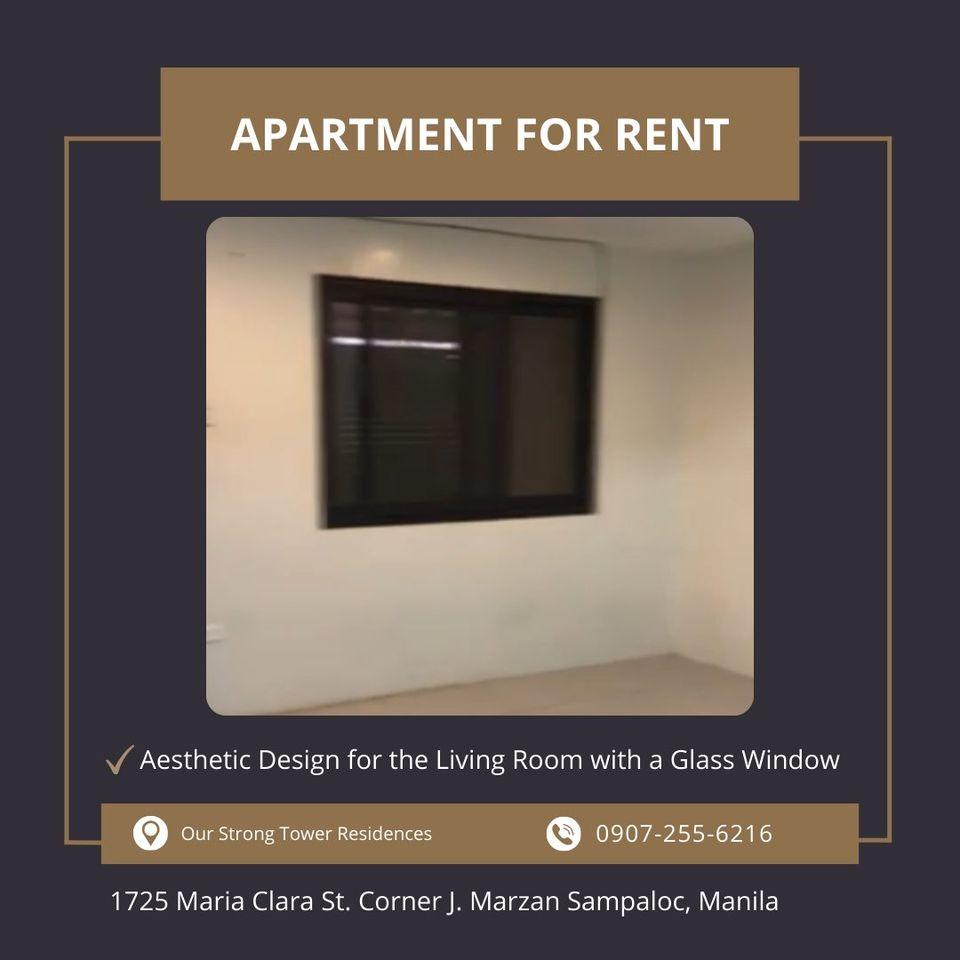 APARTMENT FOR RENT
Aesthetic Design for the Living Room with a Glass Window
Our Strong Tower Residences
0907-255-6216
1725 Maria Clara St. Corner J. Marzan Sampaloc, Manila